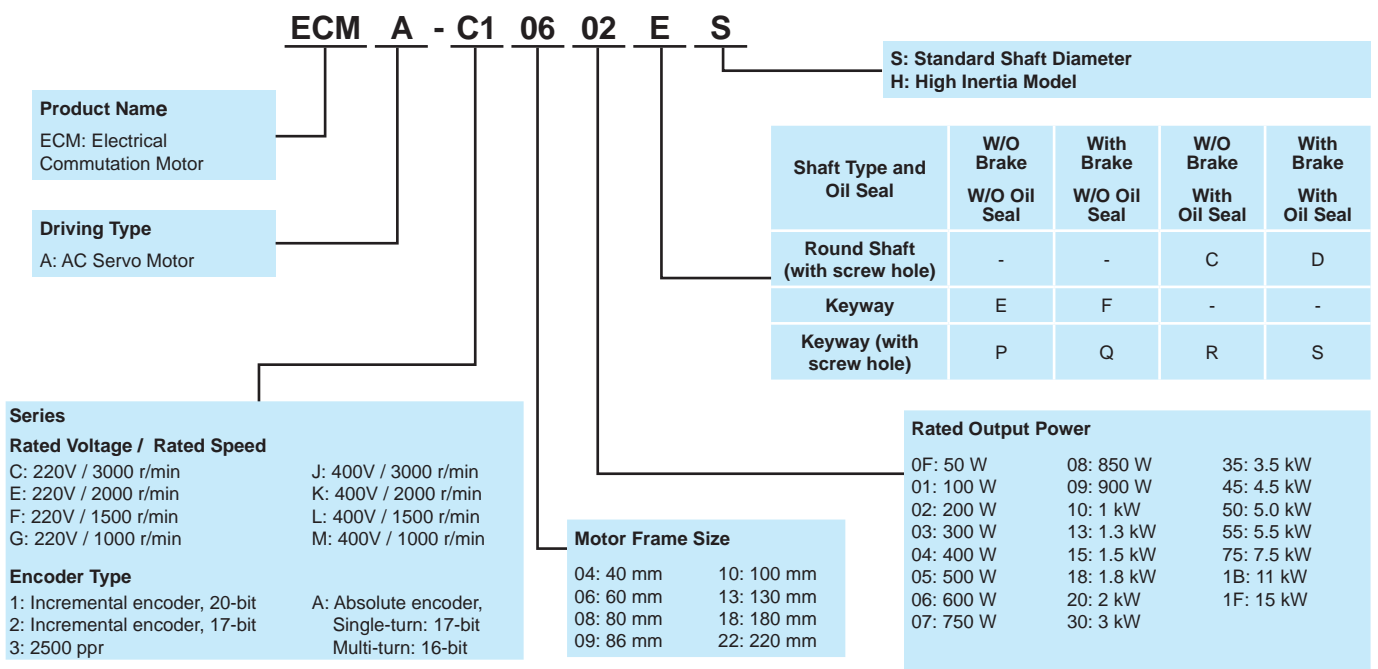 ECM A - C1 06 02 E S
S: Standard Shaft Diameter
H: High Inertia Model
Product Name
ECM: Electrical
Commutation Motor
Driving Type
A: AC Servo Motor
Shaft Type and
Oil Seal
W/O
Brake
W/O Oil
Seal
With
Brake
W/O Oil
Seal
W/O
Brake
With
Oil Seal
With
Brake
With
Oil Seal
Round Shaft
(with screw hole)
- - C D
Keyway
E F - -
Keyway (with
screw hole)
P Q R S
Series
Rated Voltage / Rated Speed
C: 220V / 3000 r/min
E: 220V / 2000 r/min
F: 220V / 1500 r/min
G: 220V / 1000 r/min
J: 400V / 3000 r/min
K: 400V / 2000 r/min
L: 400V / 1500 r/min
M: 400V / 1000 r/min
Encoder Type
1: Incremental encoder, 20-bit
2: Incremental encoder, 17-bit
3: 2500 ppr
A: Absolute encoder,
Single-turn: 17-bit
Multi-turn: 16-bit
Motor Frame Size
04: 40 mm
06: 60 mm
08: 80 mm
09: 86 mm
10: 100 mm
13: 130 mm
18: 180 mm
22: 220 mm
Rated Output Power
0F: 50 W
01: 100 W
02: 200 W
03: 300 W
04: 400 W
05: 500 W
06: 600 W
07: 750 W
08: 850 W
09: 900 W
10: 1 kW
13: 1.3 kW
15: 1.5 kW
18: 1.8 kW
20: 2 kW
30: 3 kW
35: 3.5 kW
45: 4.5 kW
50: 5.0 kW
55: 5.5 kW
75: 7.5 kW
1B: 11 kW
1F: 15 kW